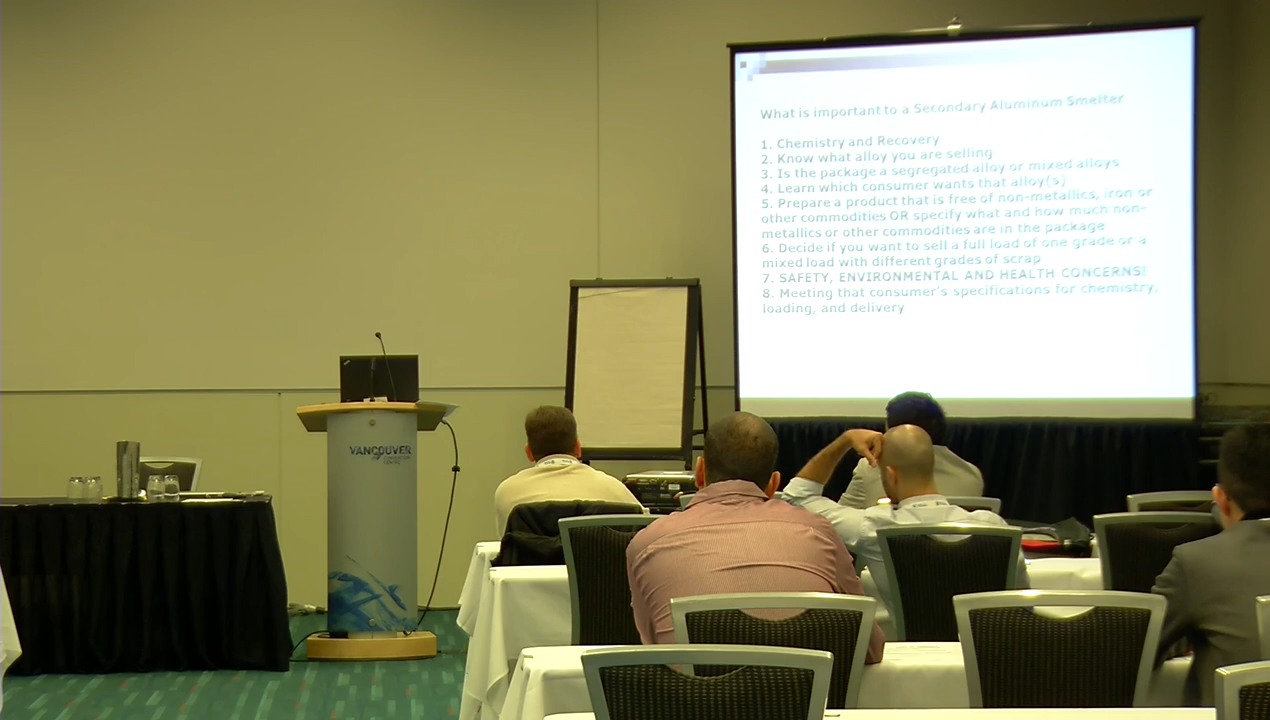 What is important to a Secondary Aluminum Smelter
1. Chemistry and Recovery
2. Know what alloy you are selling
3. Is the package a segregated alloy or mixed alloys
4. Learn which consumer wants that alloy(s)
5. Prepare a product that is free of non-metallics, iron or
other commodities OR specify what and how much non-
metallics or other commodities are in the package
6. Decide if you want to sell a full load of one grade or a
mixed load with different grades of scrap
7. SAFETY, ENVIRONMENTAL AND HEALTH CONCERNS!
8. Meeting that consumer's specifications for chemistry,
loading, and delivery
VANCOUVER
CONVENTION
CENTRE